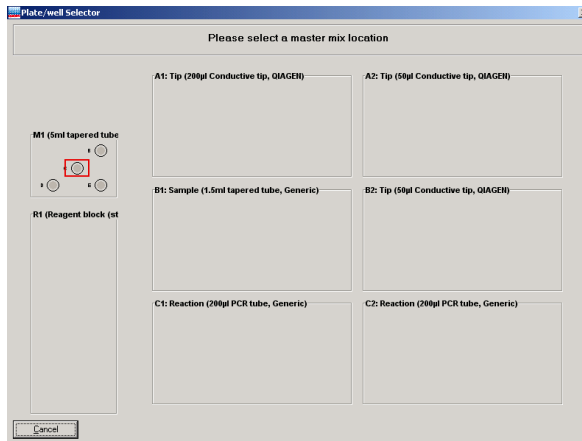 Plate/well Selector
Please select a master mix location
A1: Tip (200µl Conductive tip, QIAGEN)
A2: Tip (50µl Conductive tip, QIAGEN)
M1 (5ml tapered tube
B1: Sample (1.5ml tapered tube, Generic)
B2: Tip (50µl Conductive tip, QIAGEN)
R1 (Reagent block (st
C1: Reaction (200µl PCR tube, Generic)
C2: Reaction (200µl PCR tube, Generic)
Cancel